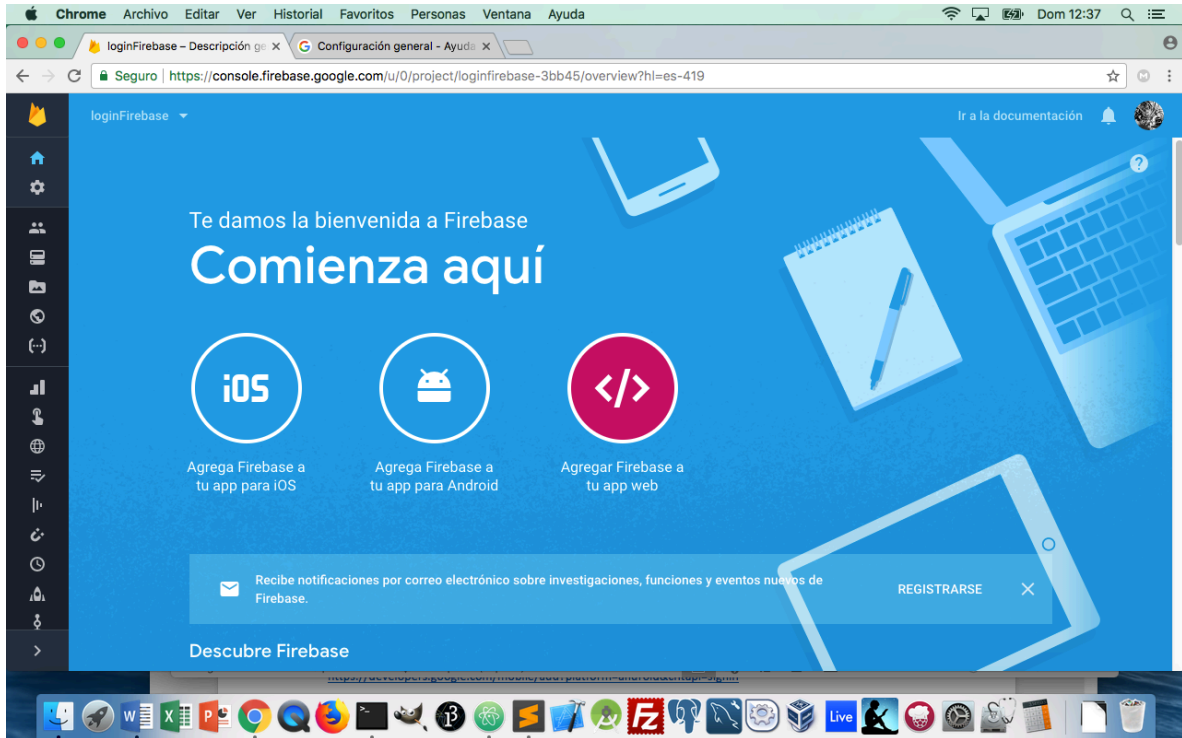 Chrome Archivo Editar Ver Historial Favoritos Personas Ventana Ayuda Dom 12:37
loginFirebase – Descripción ge
Configuración general - Ayuda
Seguro https://console.firebase.google.com/u/0/project/loginfirebase-3bb45/overview?hl=es-419
loginFirebase
Ir a la documentación
Te damos la bienvenida a Firebase
Comienza aquí
iOS
</>
Agrega Firebase a
tu app para iOS
Agrega Firebase a
tu app para Android
Agregar Firebase a
tu app web
Recibe notificaciones por correo electrónico sobre investigaciones, funciones y eventos nuevos de
Firebase.
REGISTRARSE
Descubre Firebase
Live